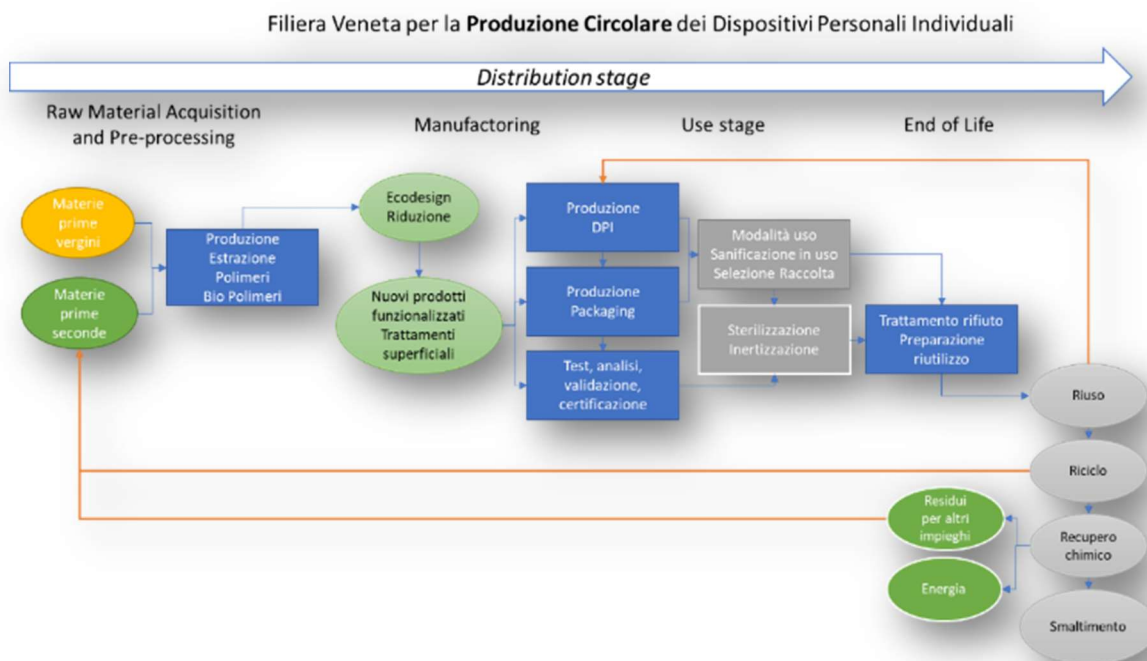 Filiera Veneta per la Produzione Circolare dei Dispositivi Personali Individuali
Distribution stage
Raw Material Acquisition
and Pre-processing
Manufactoring
Use stage
End of Life
Materie
prime
vergini
Materie
prime
seconde
Produzione
Estrazione
Polimeri
Bio Polimeri
Ecodesign
Riduzione
Nuovi prodotti
funzionalizzati
Trattamenti
superficiali
Produzione
DPI
Produzione
Packaging
Test, analisi,
validazione,
certificazione
Modalità uso
Sanificazione in uso
Selezione Raccolta
Sterilizzazione
Inertizzazione
Trattamento rifiuto
Preparazione
riutilizzo
Riuso
Riciclo
Residui
per altri
impieghi
Recupero
chimico
Energia
Smaltimento